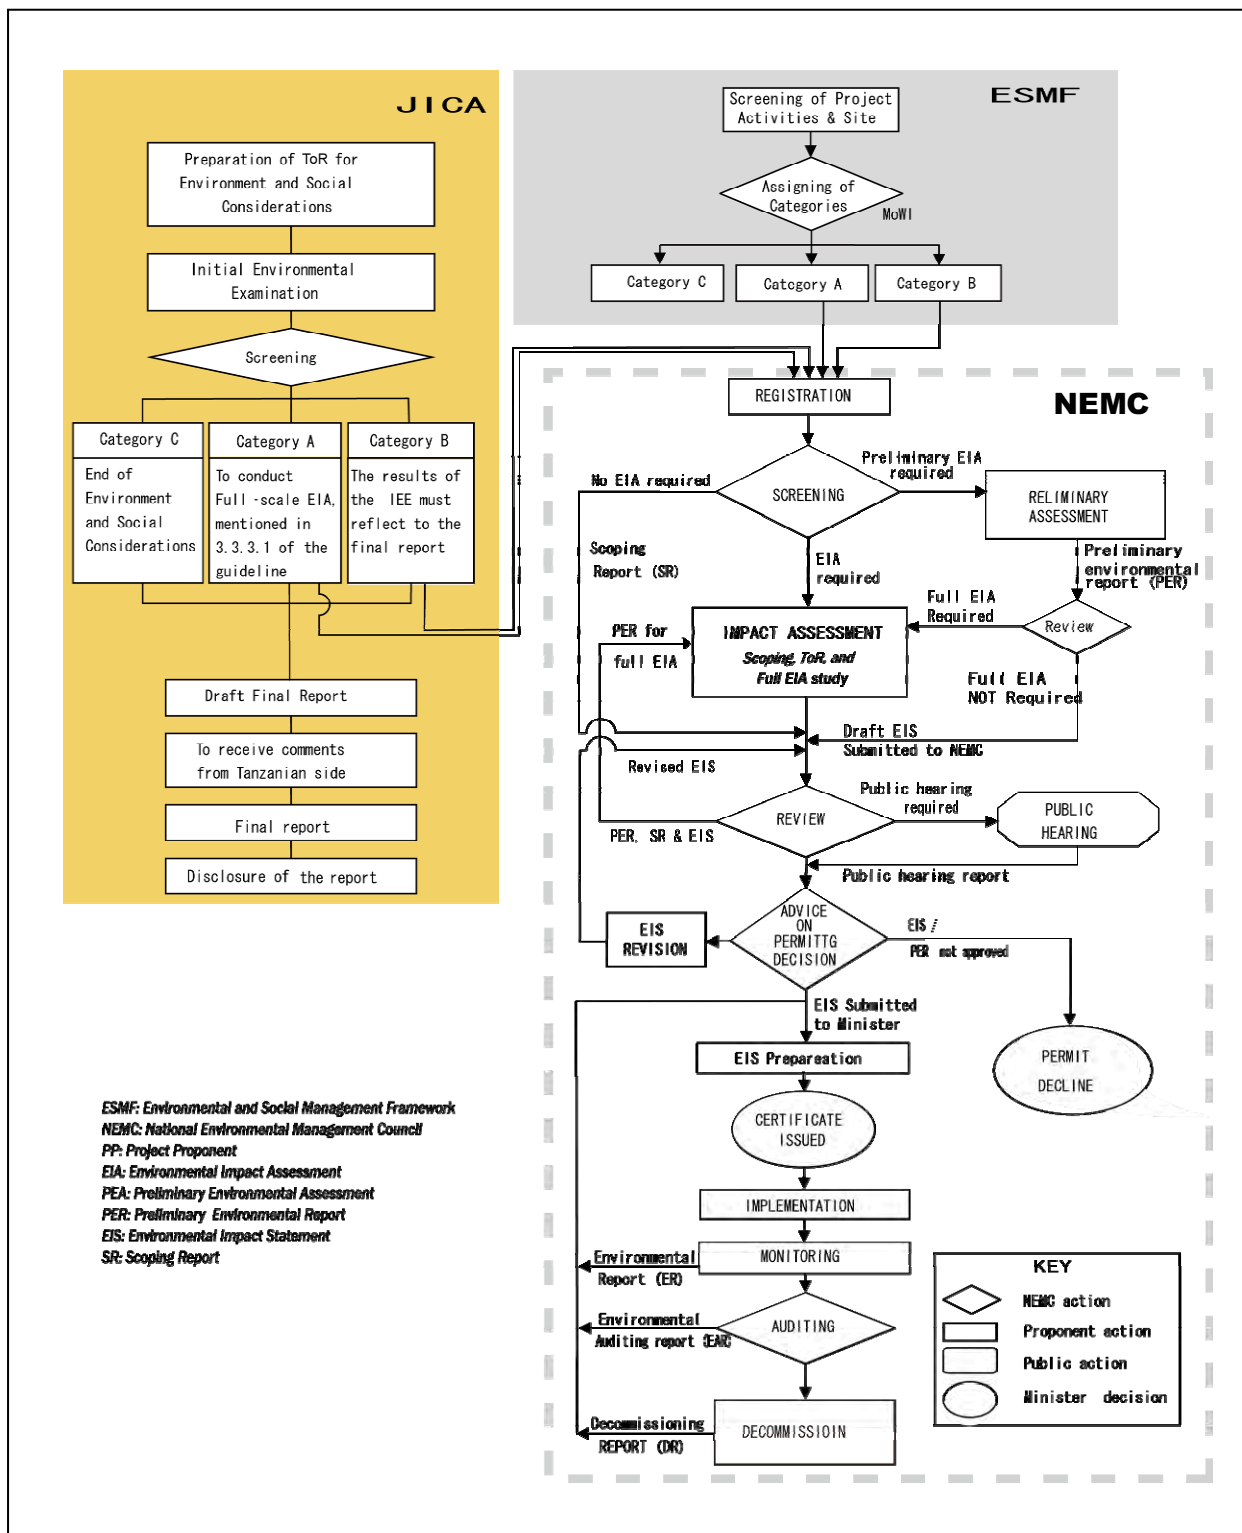 JICA
Preparation of ToR for
Environment and Social
Considerations
Initial Environmental
Examination
Screening
Category C
End of
Environment
and Social
Considerations
Category A
To conduct
Full-scale EIA,
mentioned in
3.3.3.1 of the
guideline
Category B
The results of
the IEE must
reflect to the
final report
Draft Final Report
To receive comments
from Tanzanian side
Final report
Disclosure of the report
ESMF
Screening of Project
Activities & Site
Assigning of
Categories
MoWI
Category C
Category A
Category B
NEMC
REGISTRATION
SCREENING
No EIA required
Preliminary EIA
required
RELIMINARY
ASSESSMENT
Scoping
Report (SR)
EIA
required
Preliminary
environmental
report (PER)
Full EIA
Required
Review
PER for
full EIA
IMPACT ASSESSMENT
Scoping, ToR, and
Full EIA study
Full EIA
NOT Required
Draft EIS
Submitted to NEMC
Revised EIS
Public hearing
required
REVIEW
PUBLIC
HEARING
PER, SR & EIS
Public hearing report
ADVICE
ON
PERMITTG
DECISION
EIS
REVISION
EIS /
PER not approved
EIS Submitted
to Minister
EIS Prepareation
PERMIT
DECLINE
CERTIFICATE
ISSUED
IMPLEMENTATION
MONITORING
Environmental
Report (ER)
AUDITING
Environmental
Auditing report (EAR)
Decommissioning
REPORT (DR)
DECOMMISSIOIN
ESMF: Environmental and Social Management Framework
NEMC: National Environmental Management Council
PP: Project Proponent
EIA: Environmental Impact Assessment
PEA: Preliminary Environmental Assessment
PER: Preliminary Environmental Report
EIS: Environmental Impact Statement
SR: Scoping Report
KEY
NEMC action
Proponent action
Public action
Minister decision